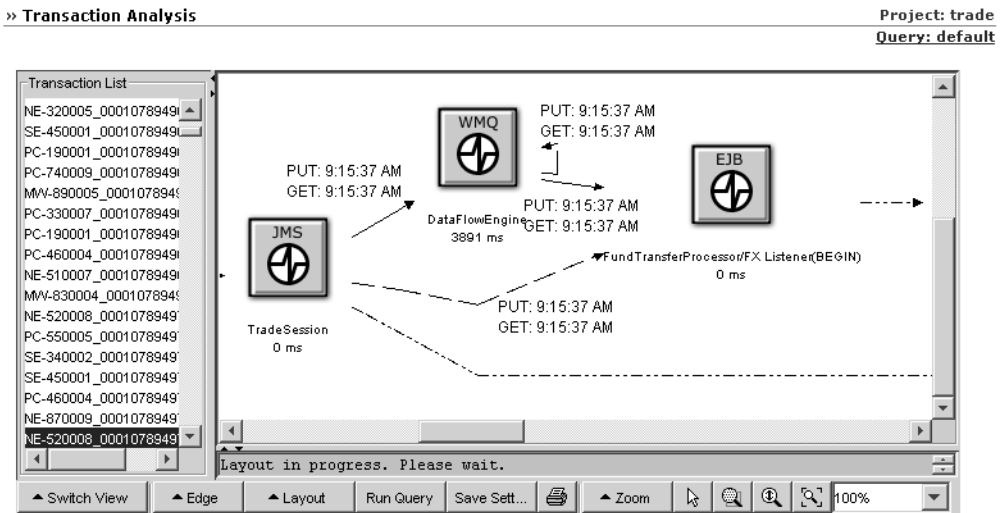 » Transaction Analysis
Project: trade
Query: default
Transaction List
NE-320005_0001078949
SE-450001_0001078949
PC-190001_0001078949
PC-740009_0001078949
MW-890005_000107894
PC-330007_0001078949
PC-190001_0001078949
PC-460004_0001078949
NE-510007_0001078949
MW-830004_000107894
NE-520008_0001078949
PC-550005_0001078949
SE-340002_0001078949
SE-450001_0001078949
PC-460004_0001078949
NE-870009_0001078949
NE-520008_0001078949
WMQ
PUT: 9:15:37 AM
GET: 9:15:37 AM
EJB
PUT: 9:15:37 AM
GET: 9:15:37 AM
PUT: 9:15:37 AM
GET: 9:15:37 AM
DataFlowEngine
3891 ms
JMS
FundTransferProcessor/FX Listener(BEGIN)
0 ms
PUT: 9:15:37 AM
GET: 9:15:37 AM
TradeSession
0 ms
Layout in progress. Please wait.
Switch View
Edge
Layout
Run Query
Save Sett...
Zoom
100%